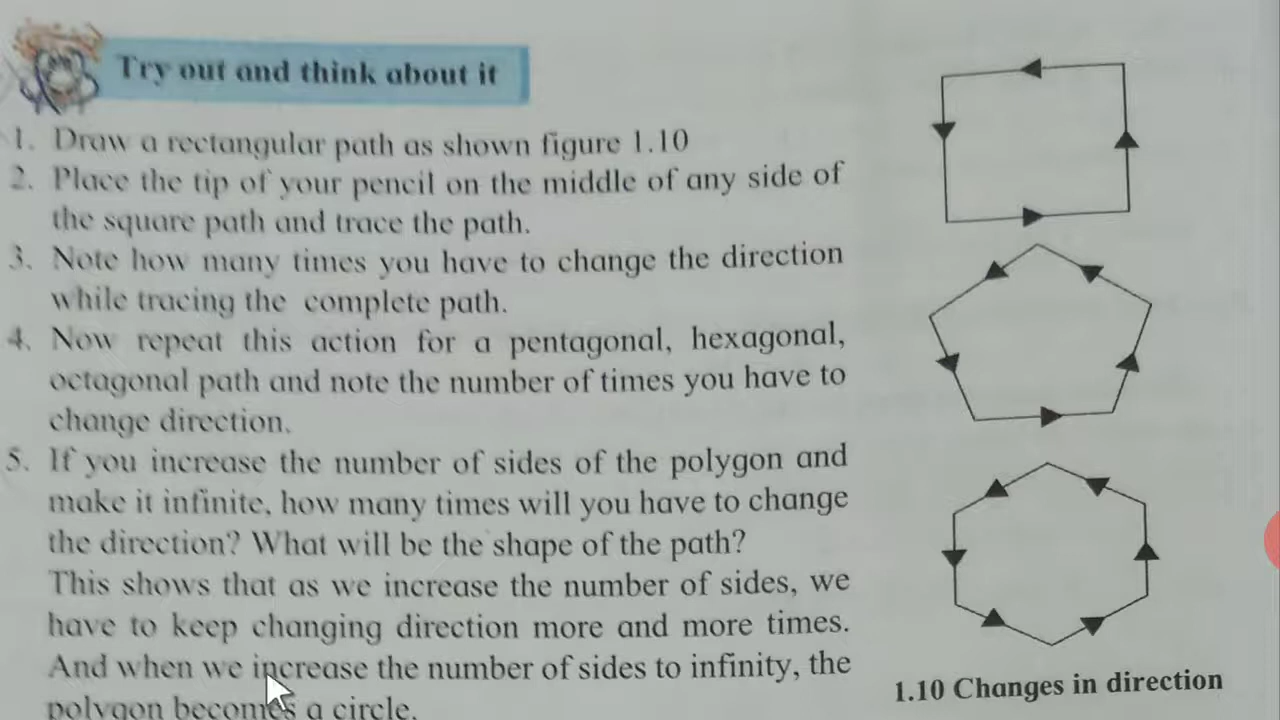 Try out and think about it
1. Draw a rectangular path as shown figure 1.10
2. Place the tip of your pencil on the middle of any side of
the square path and trace the path.
3. Note how many times you have to change the direction
while tracing the complete path.
4. Now repeat this action for a pentagonal, hexagonal,
octagonal path and note the number of times you have to
change direction.
5. If you increase the number of sides of the polygon and
make it infinite, how many times will you have to change
the direction? What will be the shape of the path?
This shows that as we increase the number of sides, we
have to keep changing direction more and more times.
And when we increase the number of sides to infinity, the
polygon becomes a circle.
1.10 Changes in direction